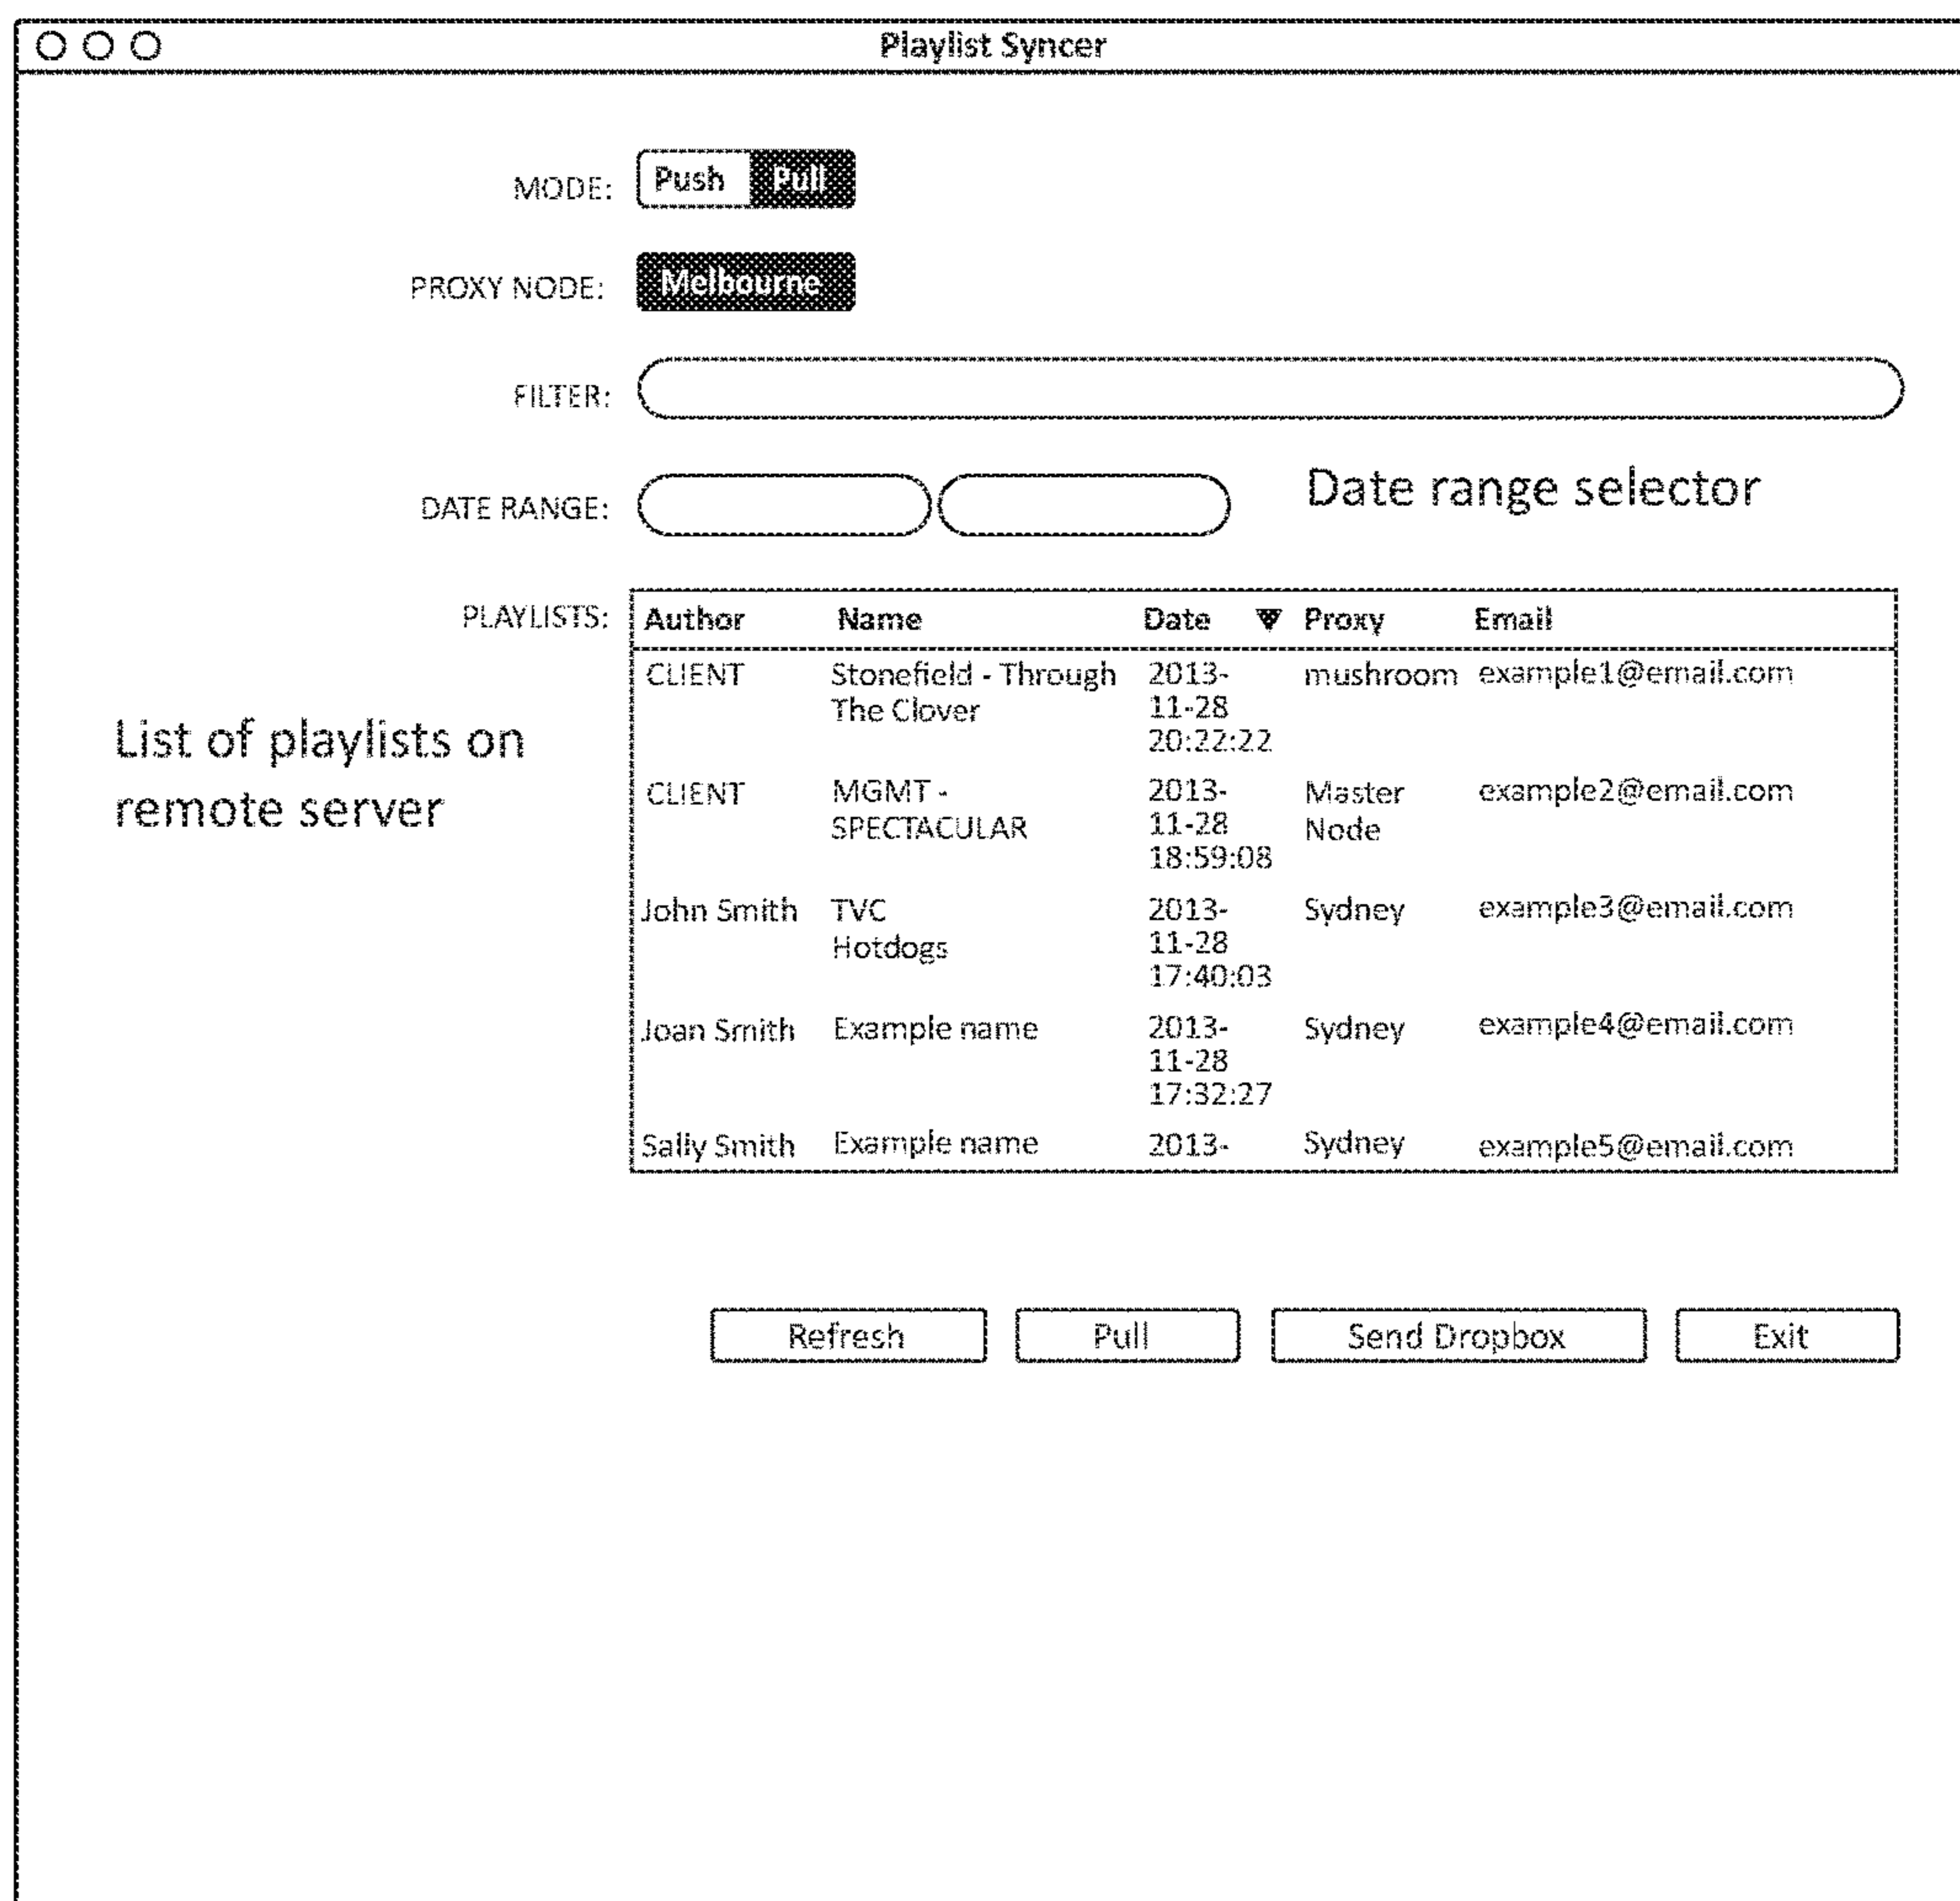 Playlist Syncer
MODE: Push Pull
PROXY NODE: Melbourne
FILTER:
DATE RANGE: Date range selector
PLAYLISTS:
List of playlists on
remote server
Author Name Date ▼ Proxy Email
CLIENT Stonefield - Through 2013- mushroom example1@email.com
The Clover 11-28
20:22:22
CLIENT MGMT - 2013- Master example2@email.com
SPECTACULAR 11-28 Node
18:59:08
John Smith TVC 2013- Sydney example3@email.com
Hotdogs 11-28
17:40:03
Joan Smith Example name 2013- Sydney example4@email.com
11-28
17:32:27
Sally Smith Example name 2013- Sydney example5@email.com
Refresh Pull Send Dropbox Exit